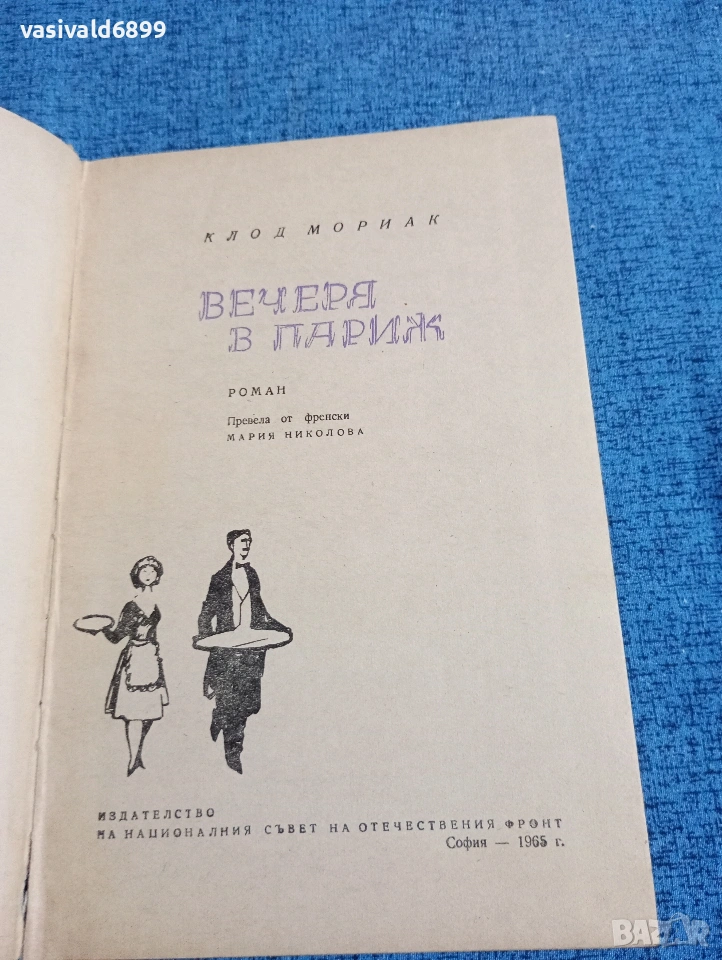 vasivald6899
КЛОД МОРИАК
ВЕЧЕРЯ
В ПАРИЖ
РОМАН
Превела от френски
МАРИЯ НИКОЛОВА
ИЗДАТЕЛСТВО
НА НАЦИОНАЛНИЯ СЪВЕТ НА ОТЕЧЕСТВЕНИЯ ФРОНТ
София — 1965 г.
BAZAR